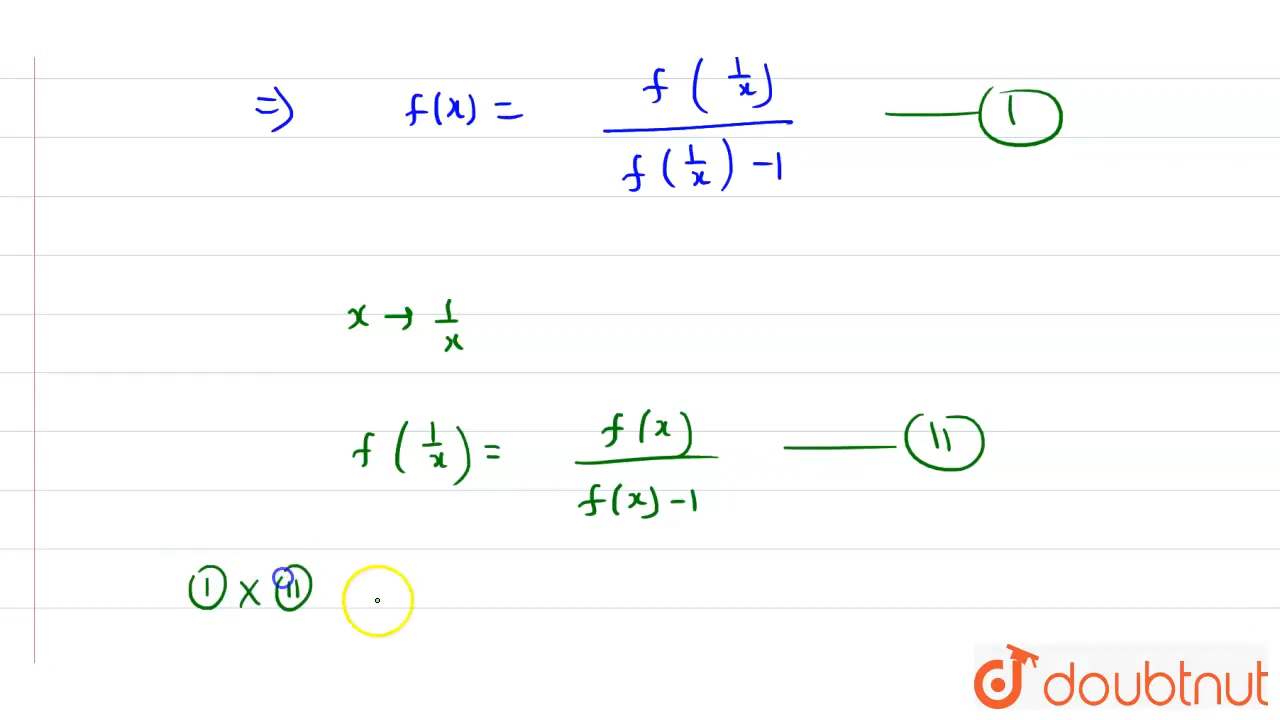 ⇒ f(x) = f(1/x) / (f(1/x) - 1) —— (I)
x → 1/x
f(1/x) = f(x) / (f(x) - 1) —— (II)
(I) × (II)
doubtnut